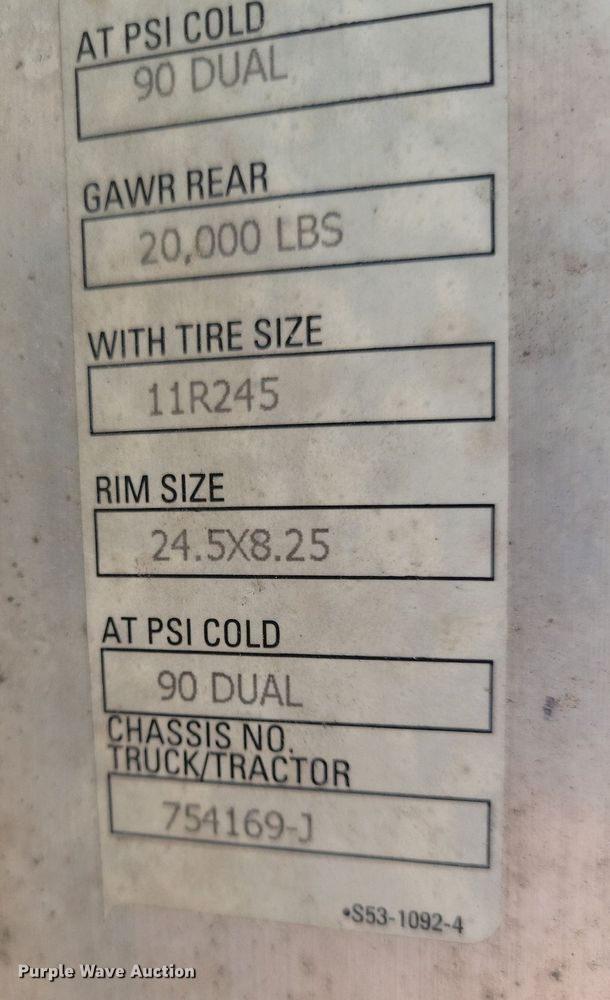 AT PSI COLD
90 DUAL
GAWR REAR
20,000 LBS
WITH TIRE SIZE
11R245
RIM SIZE
24.5X8.25
AT PSI COLD
90 DUAL
CHASSIS NO.
TRUCK/TRACTOR
754169-J
•S53-1092-4
Purple Wave Auction